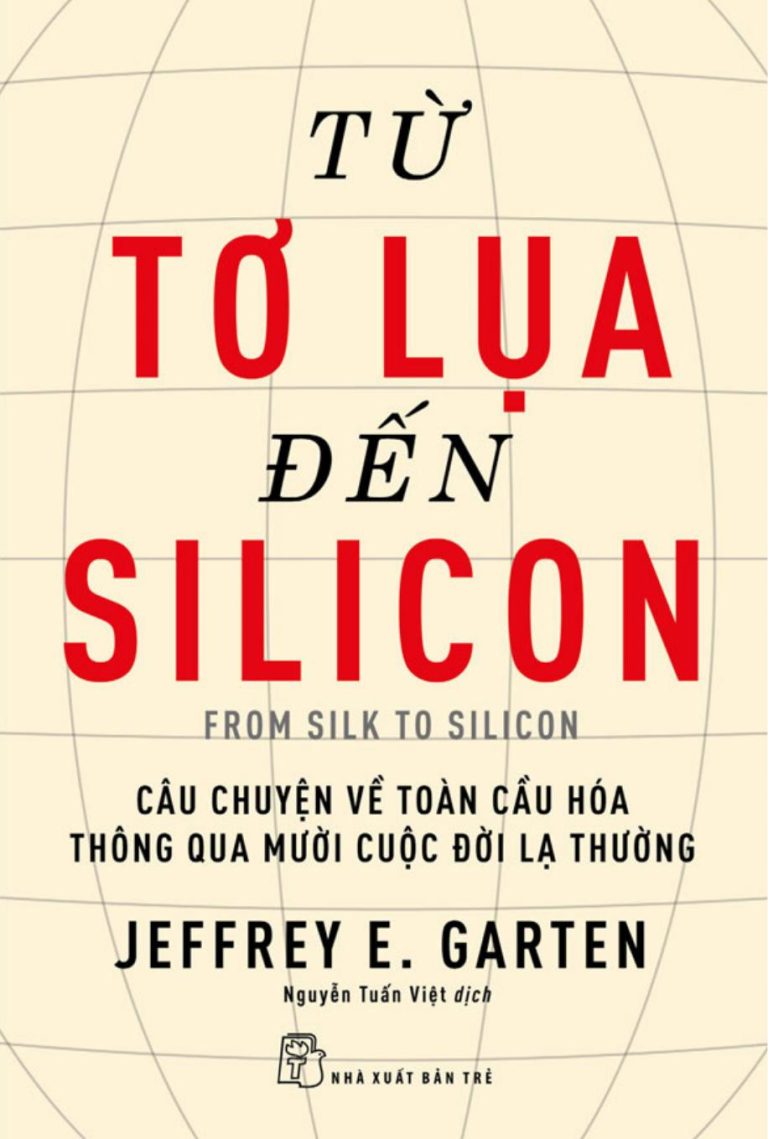 TỪ
TƠ LỤA
ĐẾN
SILICON
FROM SILK TO SILICON
CÂU CHUYỆN VỀ TOÀN CẦU HÓA
THÔNG QUA MƯỜI CUỘC ĐỜI LẠ THƯỜNG
JEFFREY E. GARTEN
Nguyễn Tuấn Việt dịch
T NHÀ XUẤT BẢN TRẺ